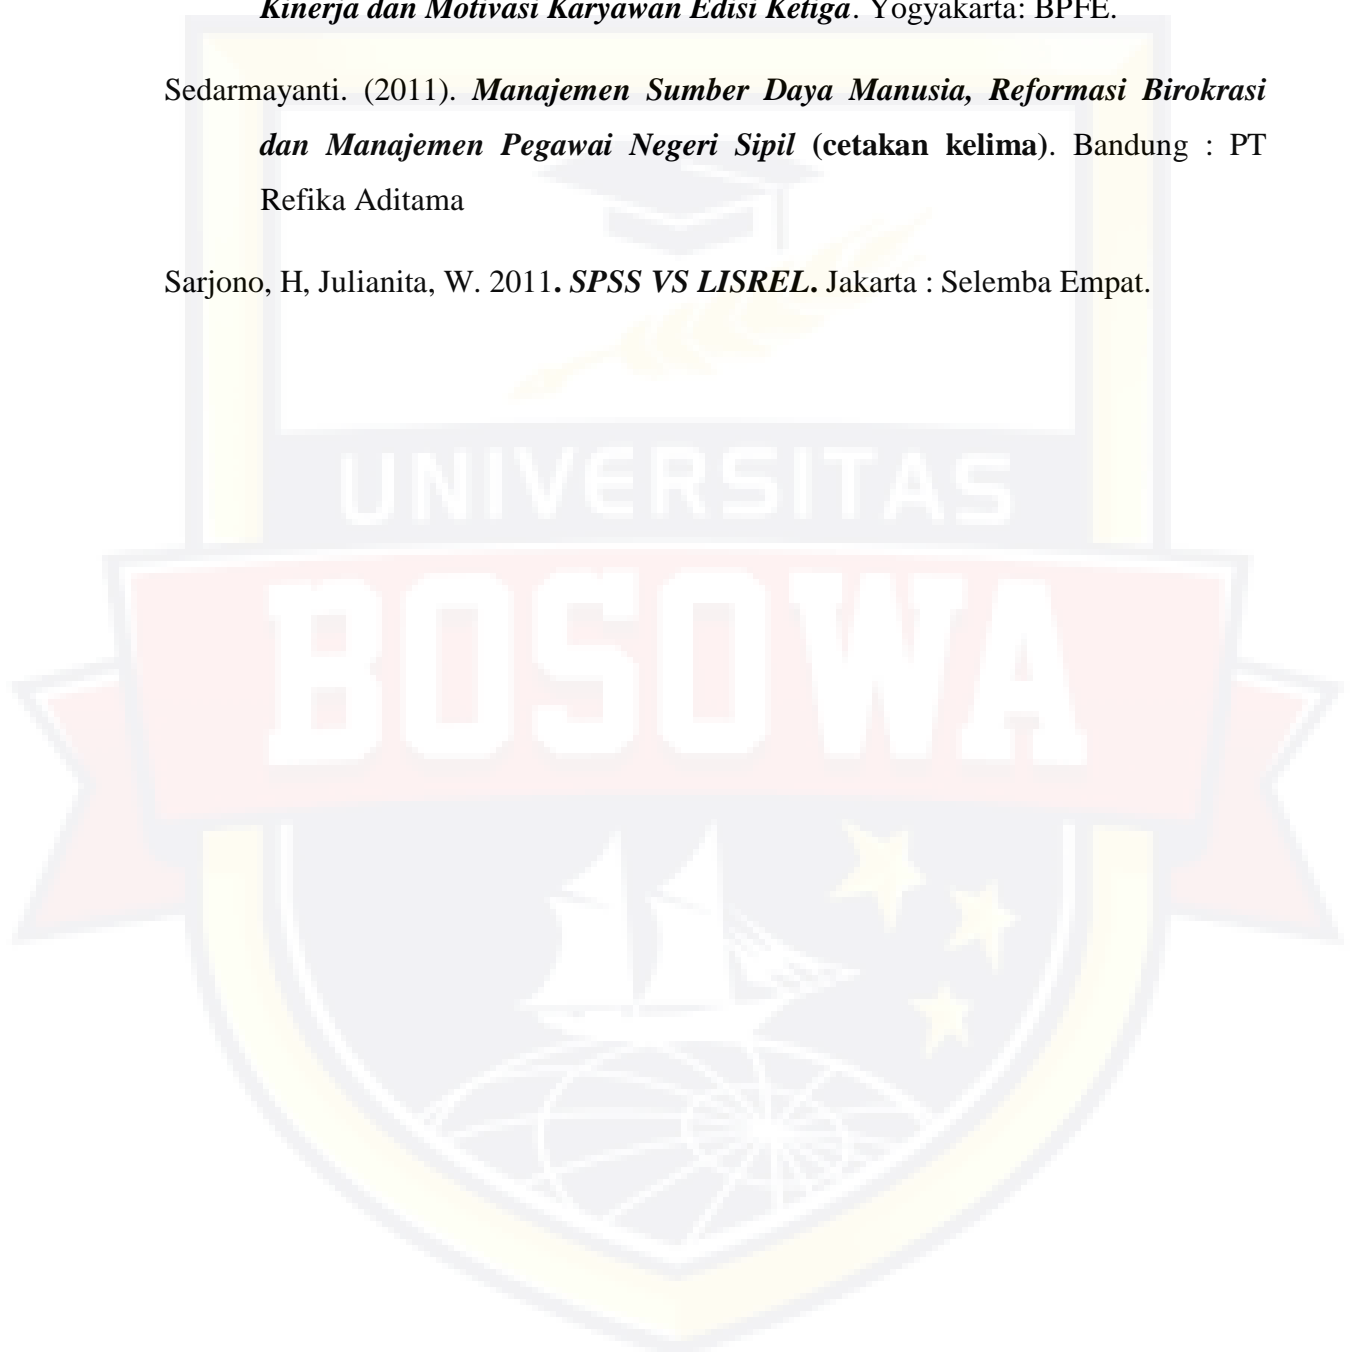 Kinerja dan Motivasi Karyawan Edisi Ketiga. Yogyakarta: BPFE.
Sedarmayanti. (2011). Manajemen Sumber Daya Manusia, Reformasi Birokrasi
dan Manajemen Pegawai Negeri Sipil (cetakan kelima). Bandung : PT
Refika Aditama
Sarjono, H, Julianita, W. 2011. SPSS VS LISREL. Jakarta : Selemba Empat.
UNIVERSITAS
BOSOWA